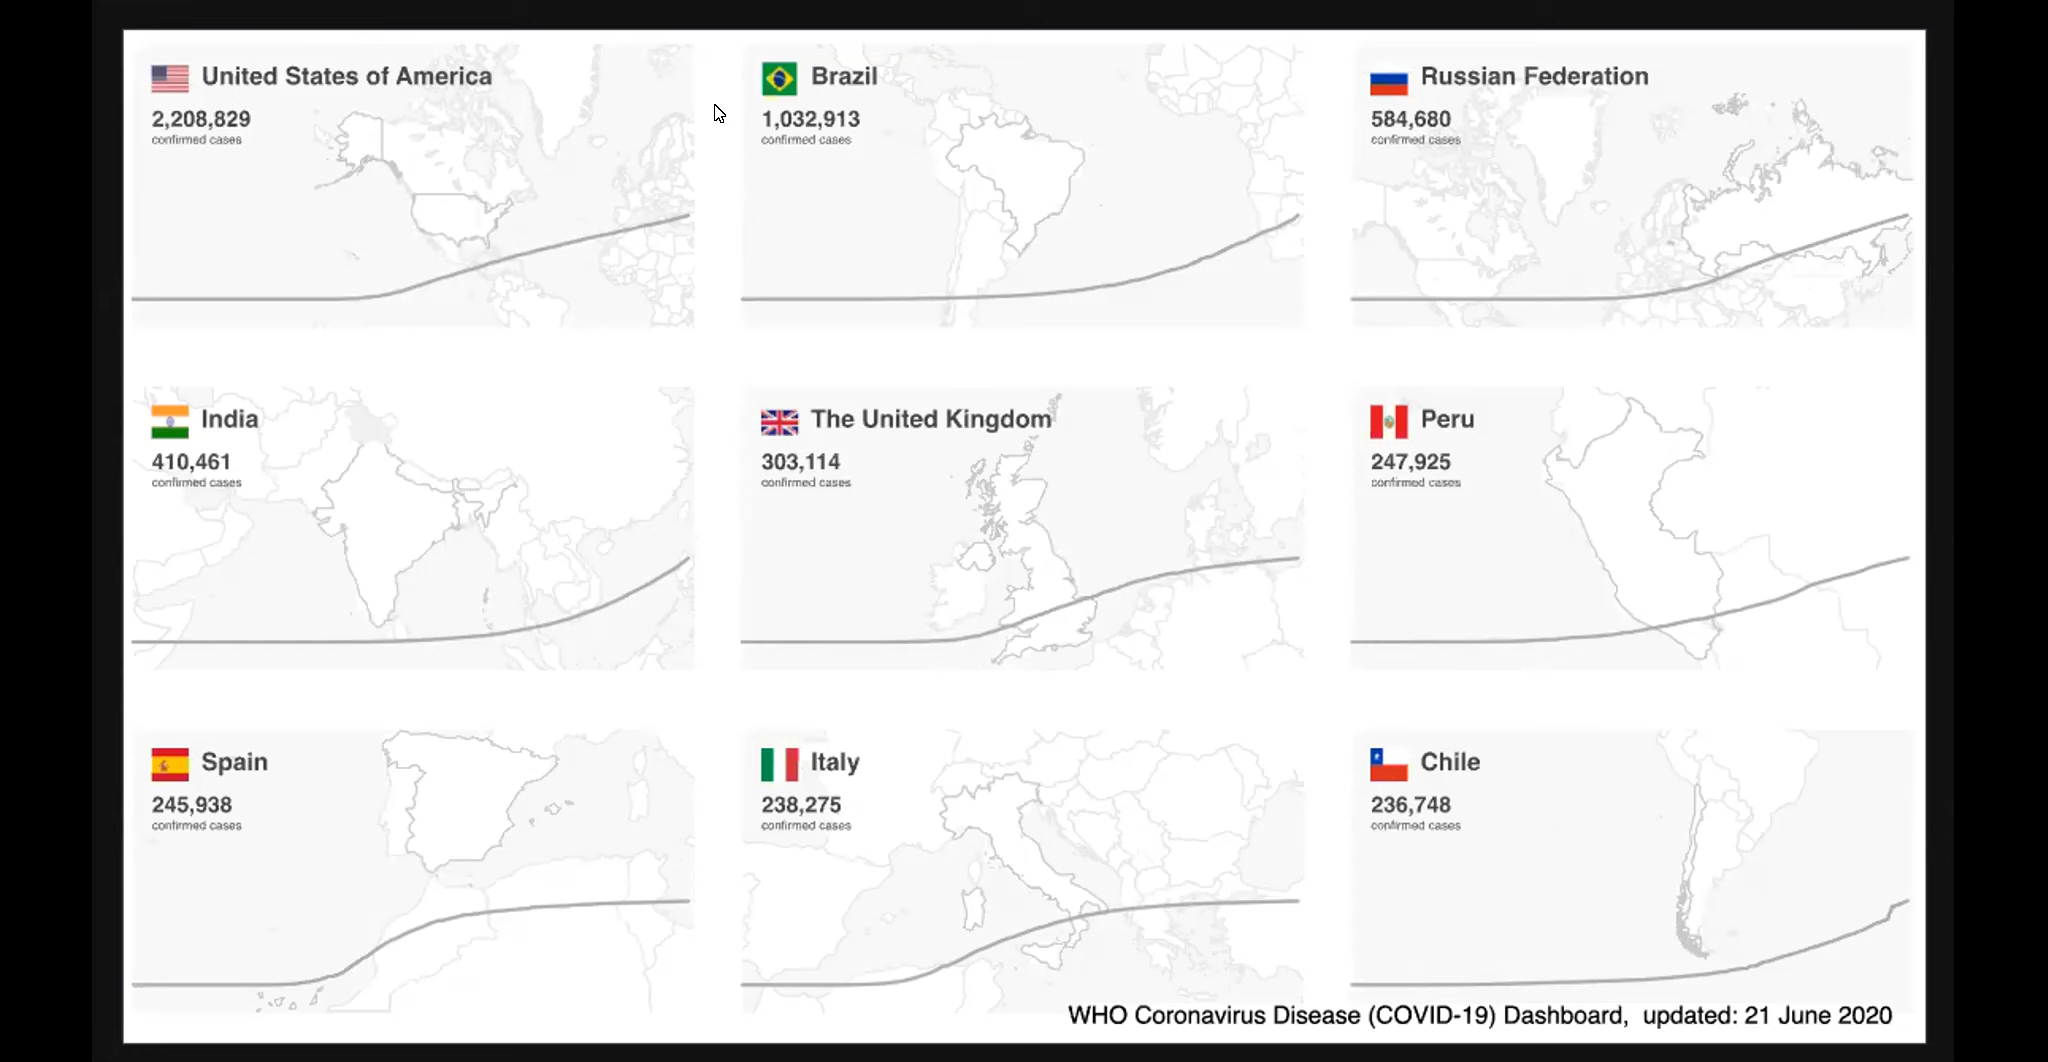 United States of America
2,208,829
confirmed cases
Brazil
1,032,913
confirmed cases
Russian Federation
584,680
confirmed cases
India
410,461
confirmed cases
The United Kingdom
303,114
confirmed cases
Peru
247,925
confirmed cases
Spain
245,938
confirmed cases
Italy
238,275
confirmed cases
Chile
236,748
confirmed cases
WHO Coronavirus Disease (COVID-19) Dashboard, updated: 21 June 2020